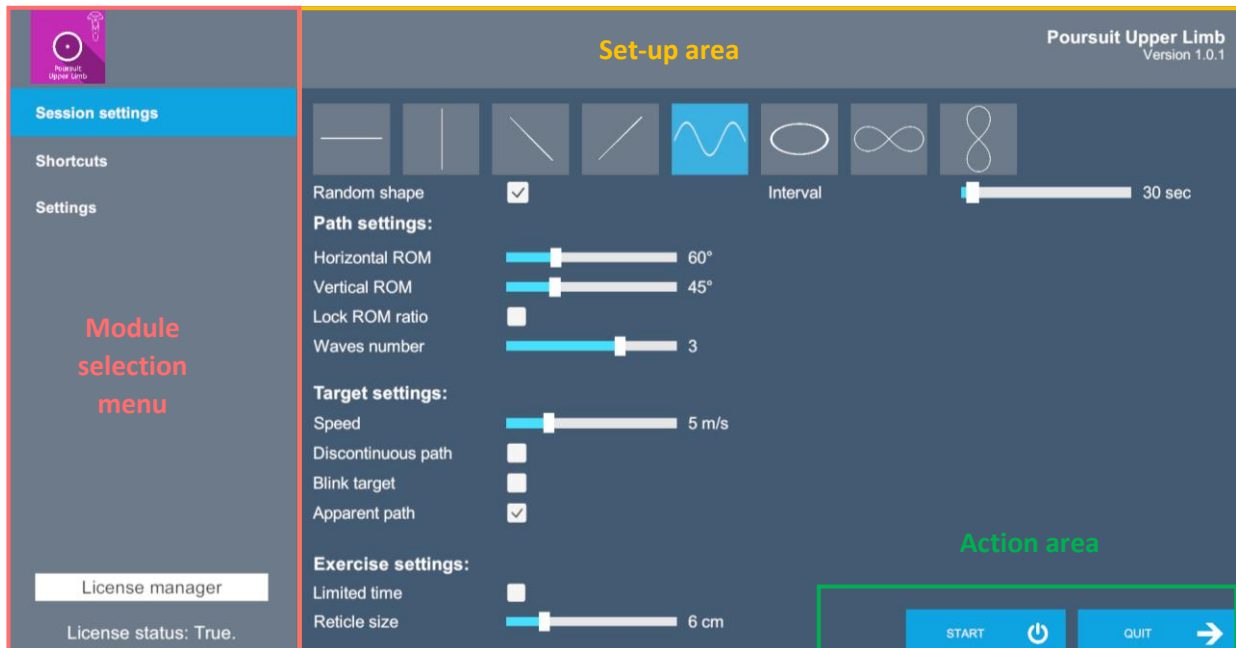 Poursuit
Upper Limb
Set-up area
Poursuit Upper Limb
Version 1.0.1
Session settings
Shortcuts
Settings
Module
selection
menu
License manager
License status: True.
Random shape
Interval 30 sec
Path settings:
Horizontal ROM 60°
Vertical ROM 45°
Lock ROM ratio
Waves number 3
Target settings:
Speed 5 m/s
Discontinuous path
Blink target
Apparent path
Exercise settings:
Limited time
Reticle size 6 cm
Action area
START
QUIT